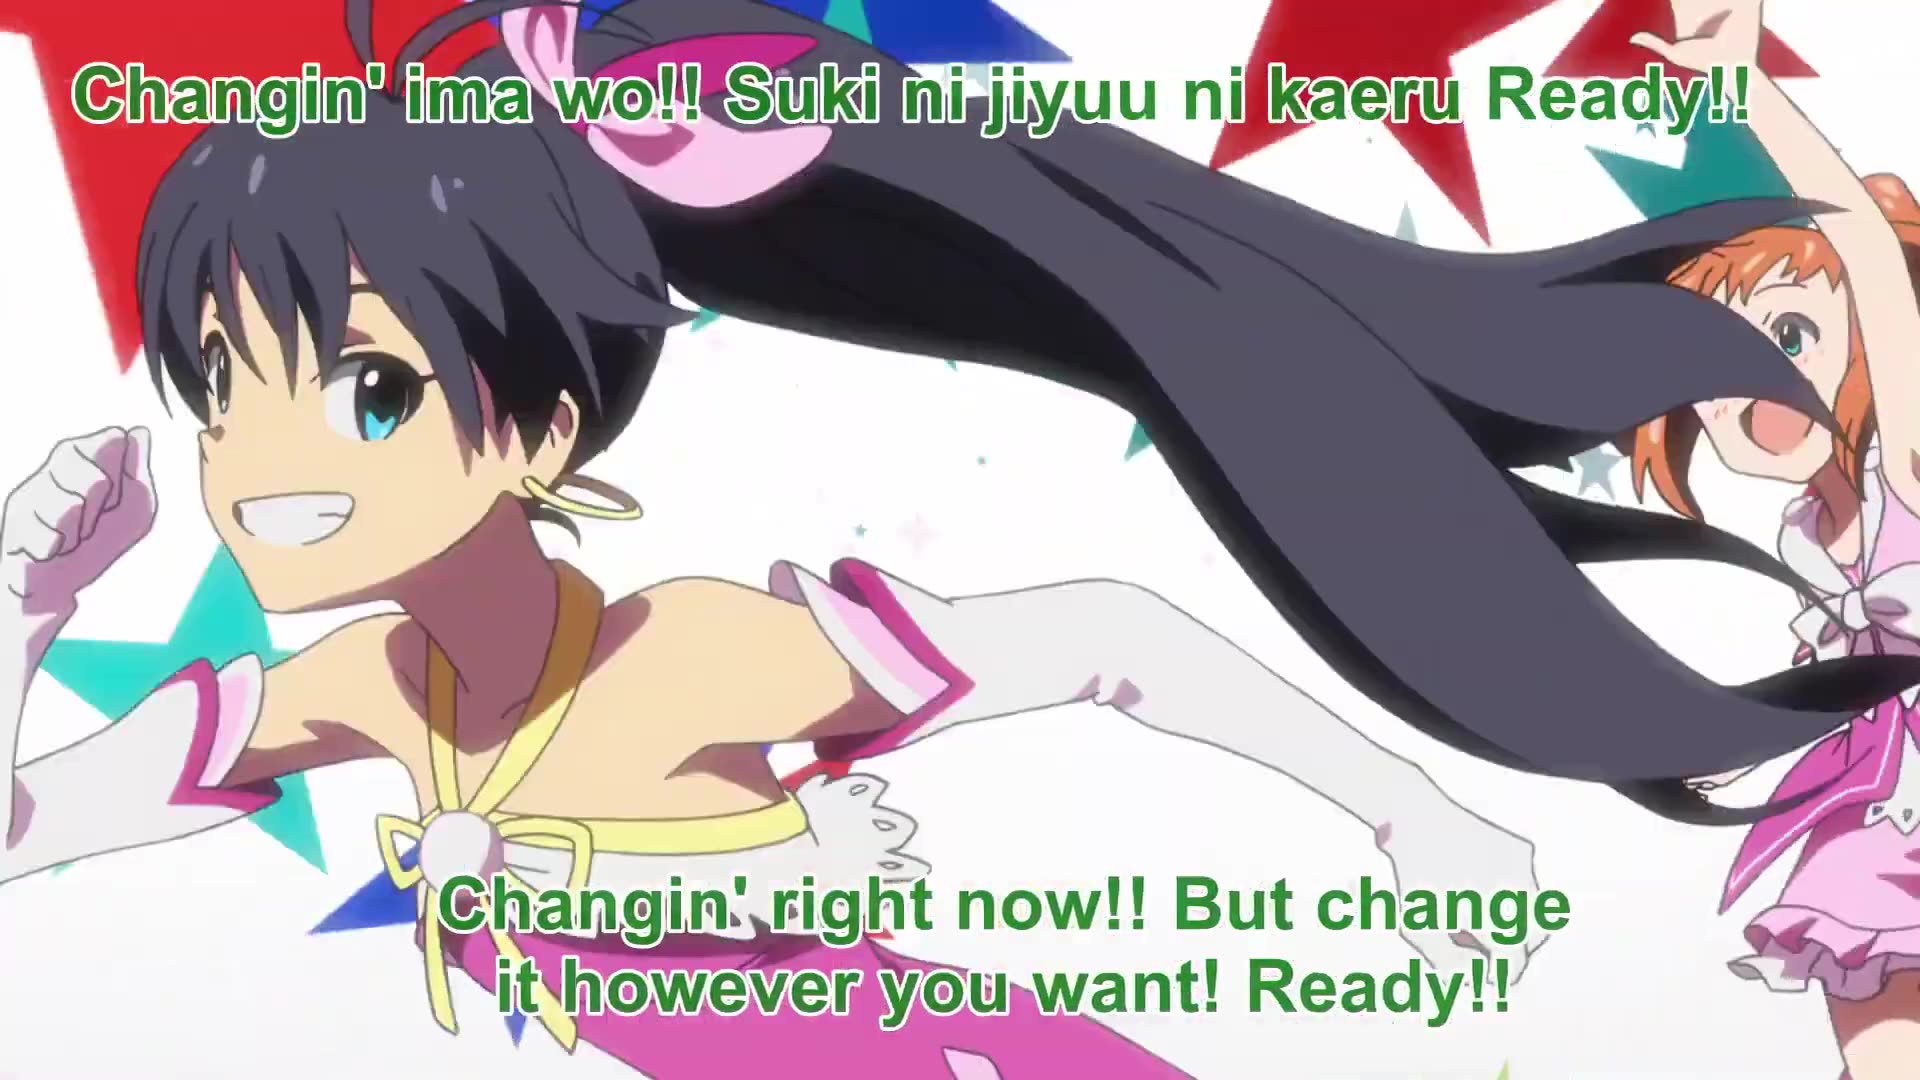 Changin' ima wo!! Suki ni jiyuu ni kaeru Ready!!
Changin' right now!! But change
it however you want! Ready!!